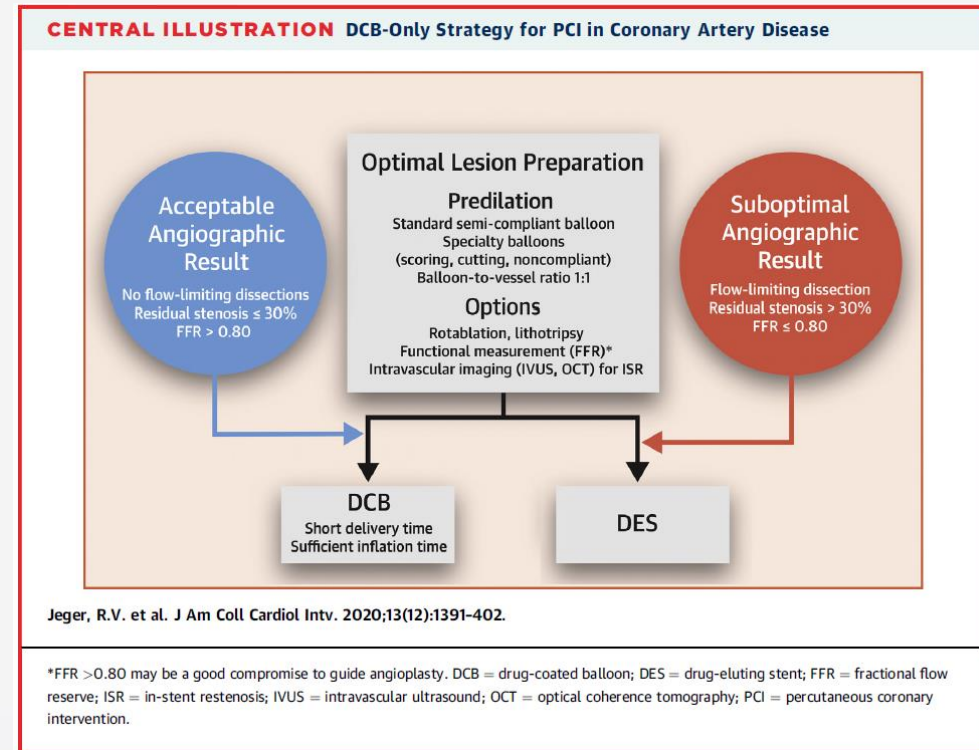 CENTRAL ILLUSTRATION DCB-Only Strategy for PCI in Coronary Artery Disease
Acceptable
Angiographic
Result
No flow-limiting dissections
Residual stenosis ≤ 30%
FFR > 0.80
Optimal Lesion Preparation
Predilation
Standard semi-compliant balloon
Specialty balloons
(scoring, cutting, noncompliant)
Balloon-to-vessel ratio 1:1
Options
Rotablation, lithotripsy
Functional measurement (FFR)*
Intravascular imaging (IVUS, OCT) for ISR
Suboptimal
Angiographic
Result
Flow-limiting dissection
Residual stenosis > 30%
FFR ≤ 0.80
DCB
Short delivery time
Sufficient inflation time
DES
Jeger, R.V. et al. J Am Coll Cardiol Intv. 2020;13(12):1391–402.
*FFR >0.80 may be a good compromise to guide angioplasty. DCB = drug-coated balloon; DES = drug-eluting stent; FFR = fractional flow
reserve; ISR = in-stent restenosis; IVUS = intravascular ultrasound; OCT = optical coherence tomography; PCI = percutaneous coronary
intervention.